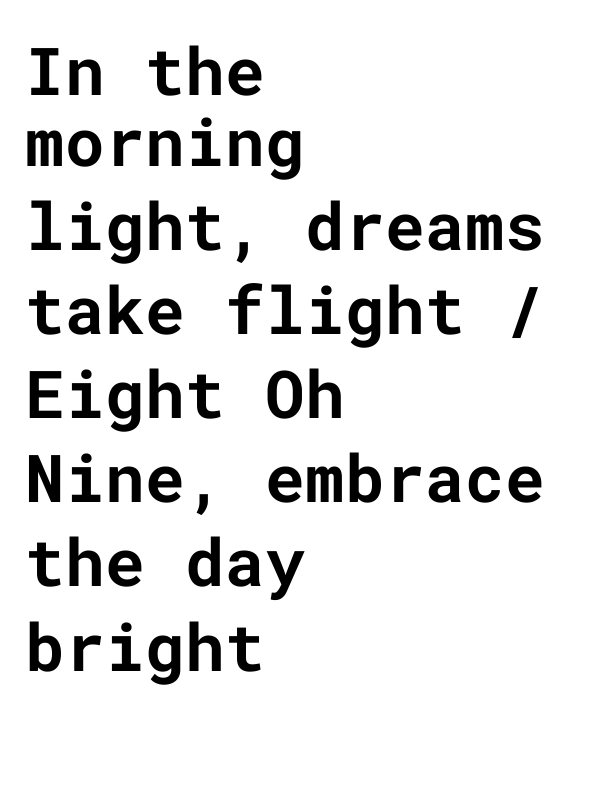 In the
morning
light, dreams
take flight /
Eight Oh
Nine, embrace
the day
bright